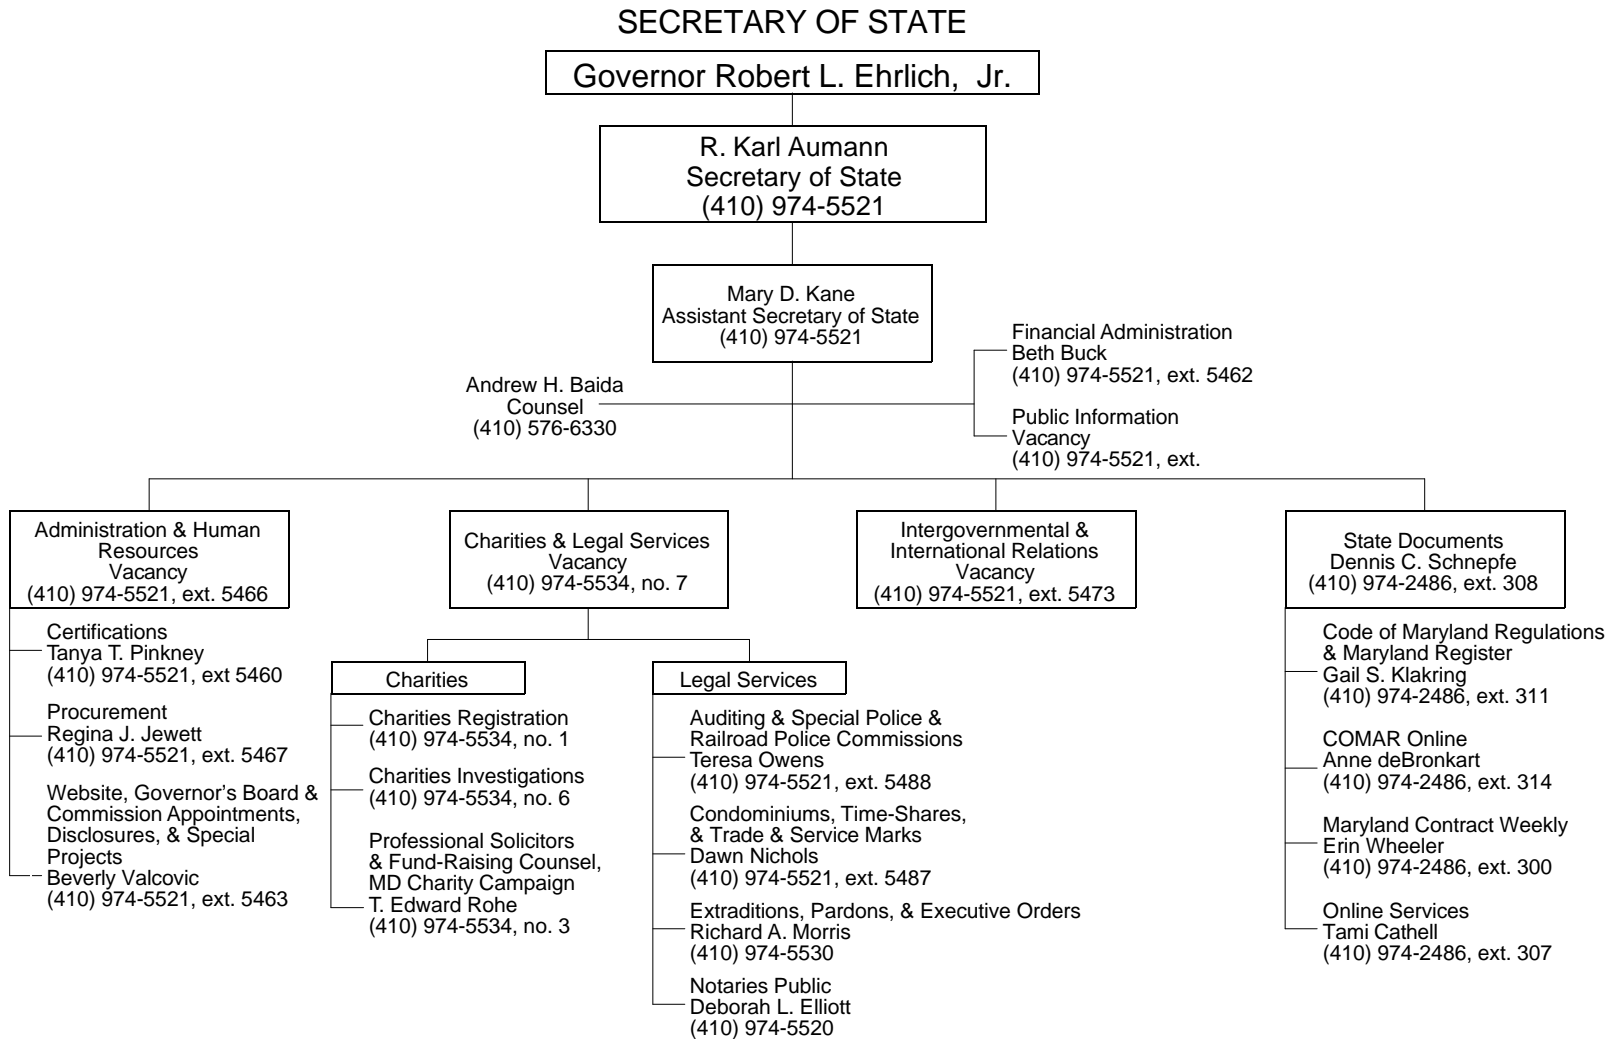 SECRETARY OF STATE
Governor Robert L. Ehrlich,  Jr.
R. Karl Aumann
Secretary of State
(410) 974-5521
Mary D. Kane
Assistant Secretary of State
(410) 974-5521
Andrew H. Baida
Counsel
(410) 576-6330
Financial Administration
Beth Buck
(410) 974-5521, ext. 5462
Public Information
Vacancy
(410) 974-5521, ext.
Administration & Human
Resources
Vacancy
(410) 974-5521, ext. 5466
Certifications
Tanya T. Pinkney
(410) 974-5521, ext 5460
Procurement
Regina J. Jewett
(410) 974-5521, ext. 5467
Website, Governor's Board &
Commission Appointments,
Disclosures, & Special
Projects
Beverly Valcovic
(410) 974-5521, ext. 5463
Charities & Legal Services
Vacancy
(410) 974-5534, no. 7
Charities
Charities Registration
(410) 974-5534, no. 1
Charities Investigations
(410) 974-5534, no. 6
Professional Solicitors
& Fund-Raising Counsel,
MD Charity Campaign
T. Edward Rohe
(410) 974-5534, no. 3
Legal Services
Auditing & Special Police &
Railroad Police Commissions
Teresa Owens
(410) 974-5521, ext. 5488
Condominiums, Time-Shares,
& Trade & Service Marks
Dawn Nichols
(410) 974-5521, ext. 5487
Extraditions, Pardons, & Executive Orders
Richard A. Morris
(410) 974-5530
Notaries Public
Deborah L. Elliott
(410) 974-5520
Intergovernmental &
International Relations
Vacancy
(410) 974-5521, ext. 5473
State Documents
Dennis C. Schnepfe
(410) 974-2486, ext. 308
Code of Maryland Regulations
& Maryland Register
Gail S. Klakring
(410) 974-2486, ext. 311
COMAR Online
Anne deBronkart
(410) 974-2486, ext. 314
Maryland Contract Weekly
Erin Wheeler
(410) 974-2486, ext. 300
Online Services
Tami Cathell
(410) 974-2486, ext. 307